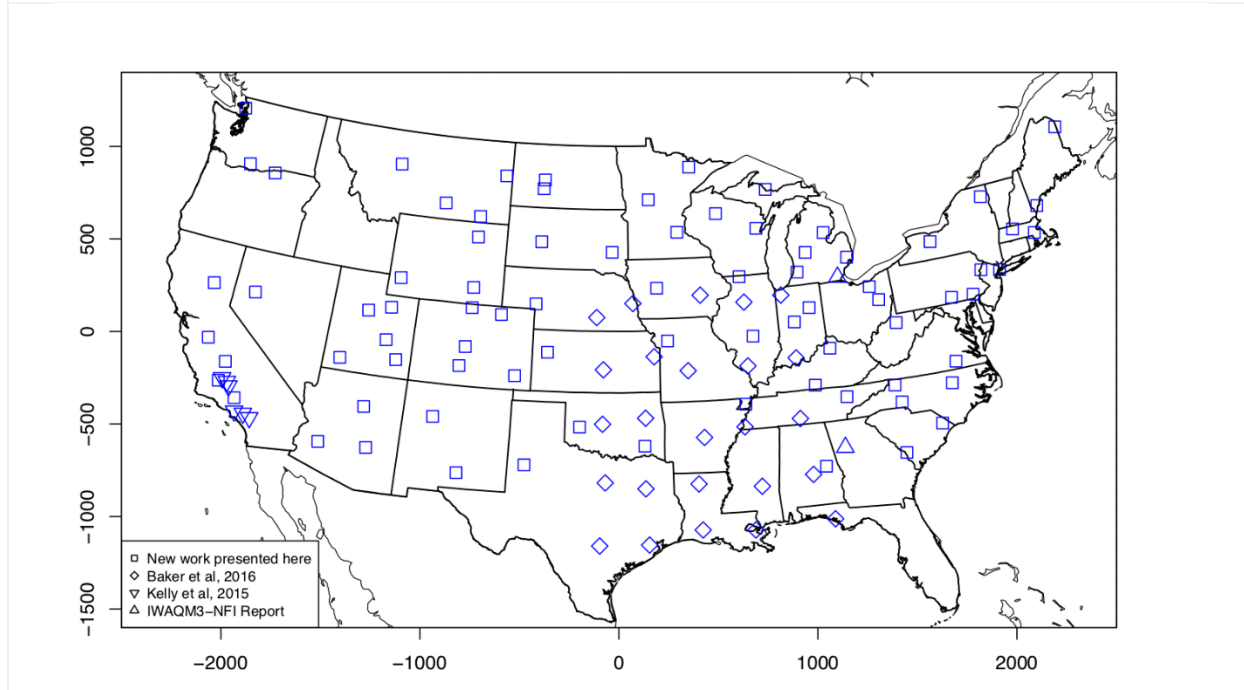 1000
500
0
−500
−1000
−1500
New work presented here
Baker et al, 2016
Kelly et al, 2015
IWAQM3−NFI Report
−2000
−1000
0
1000
2000